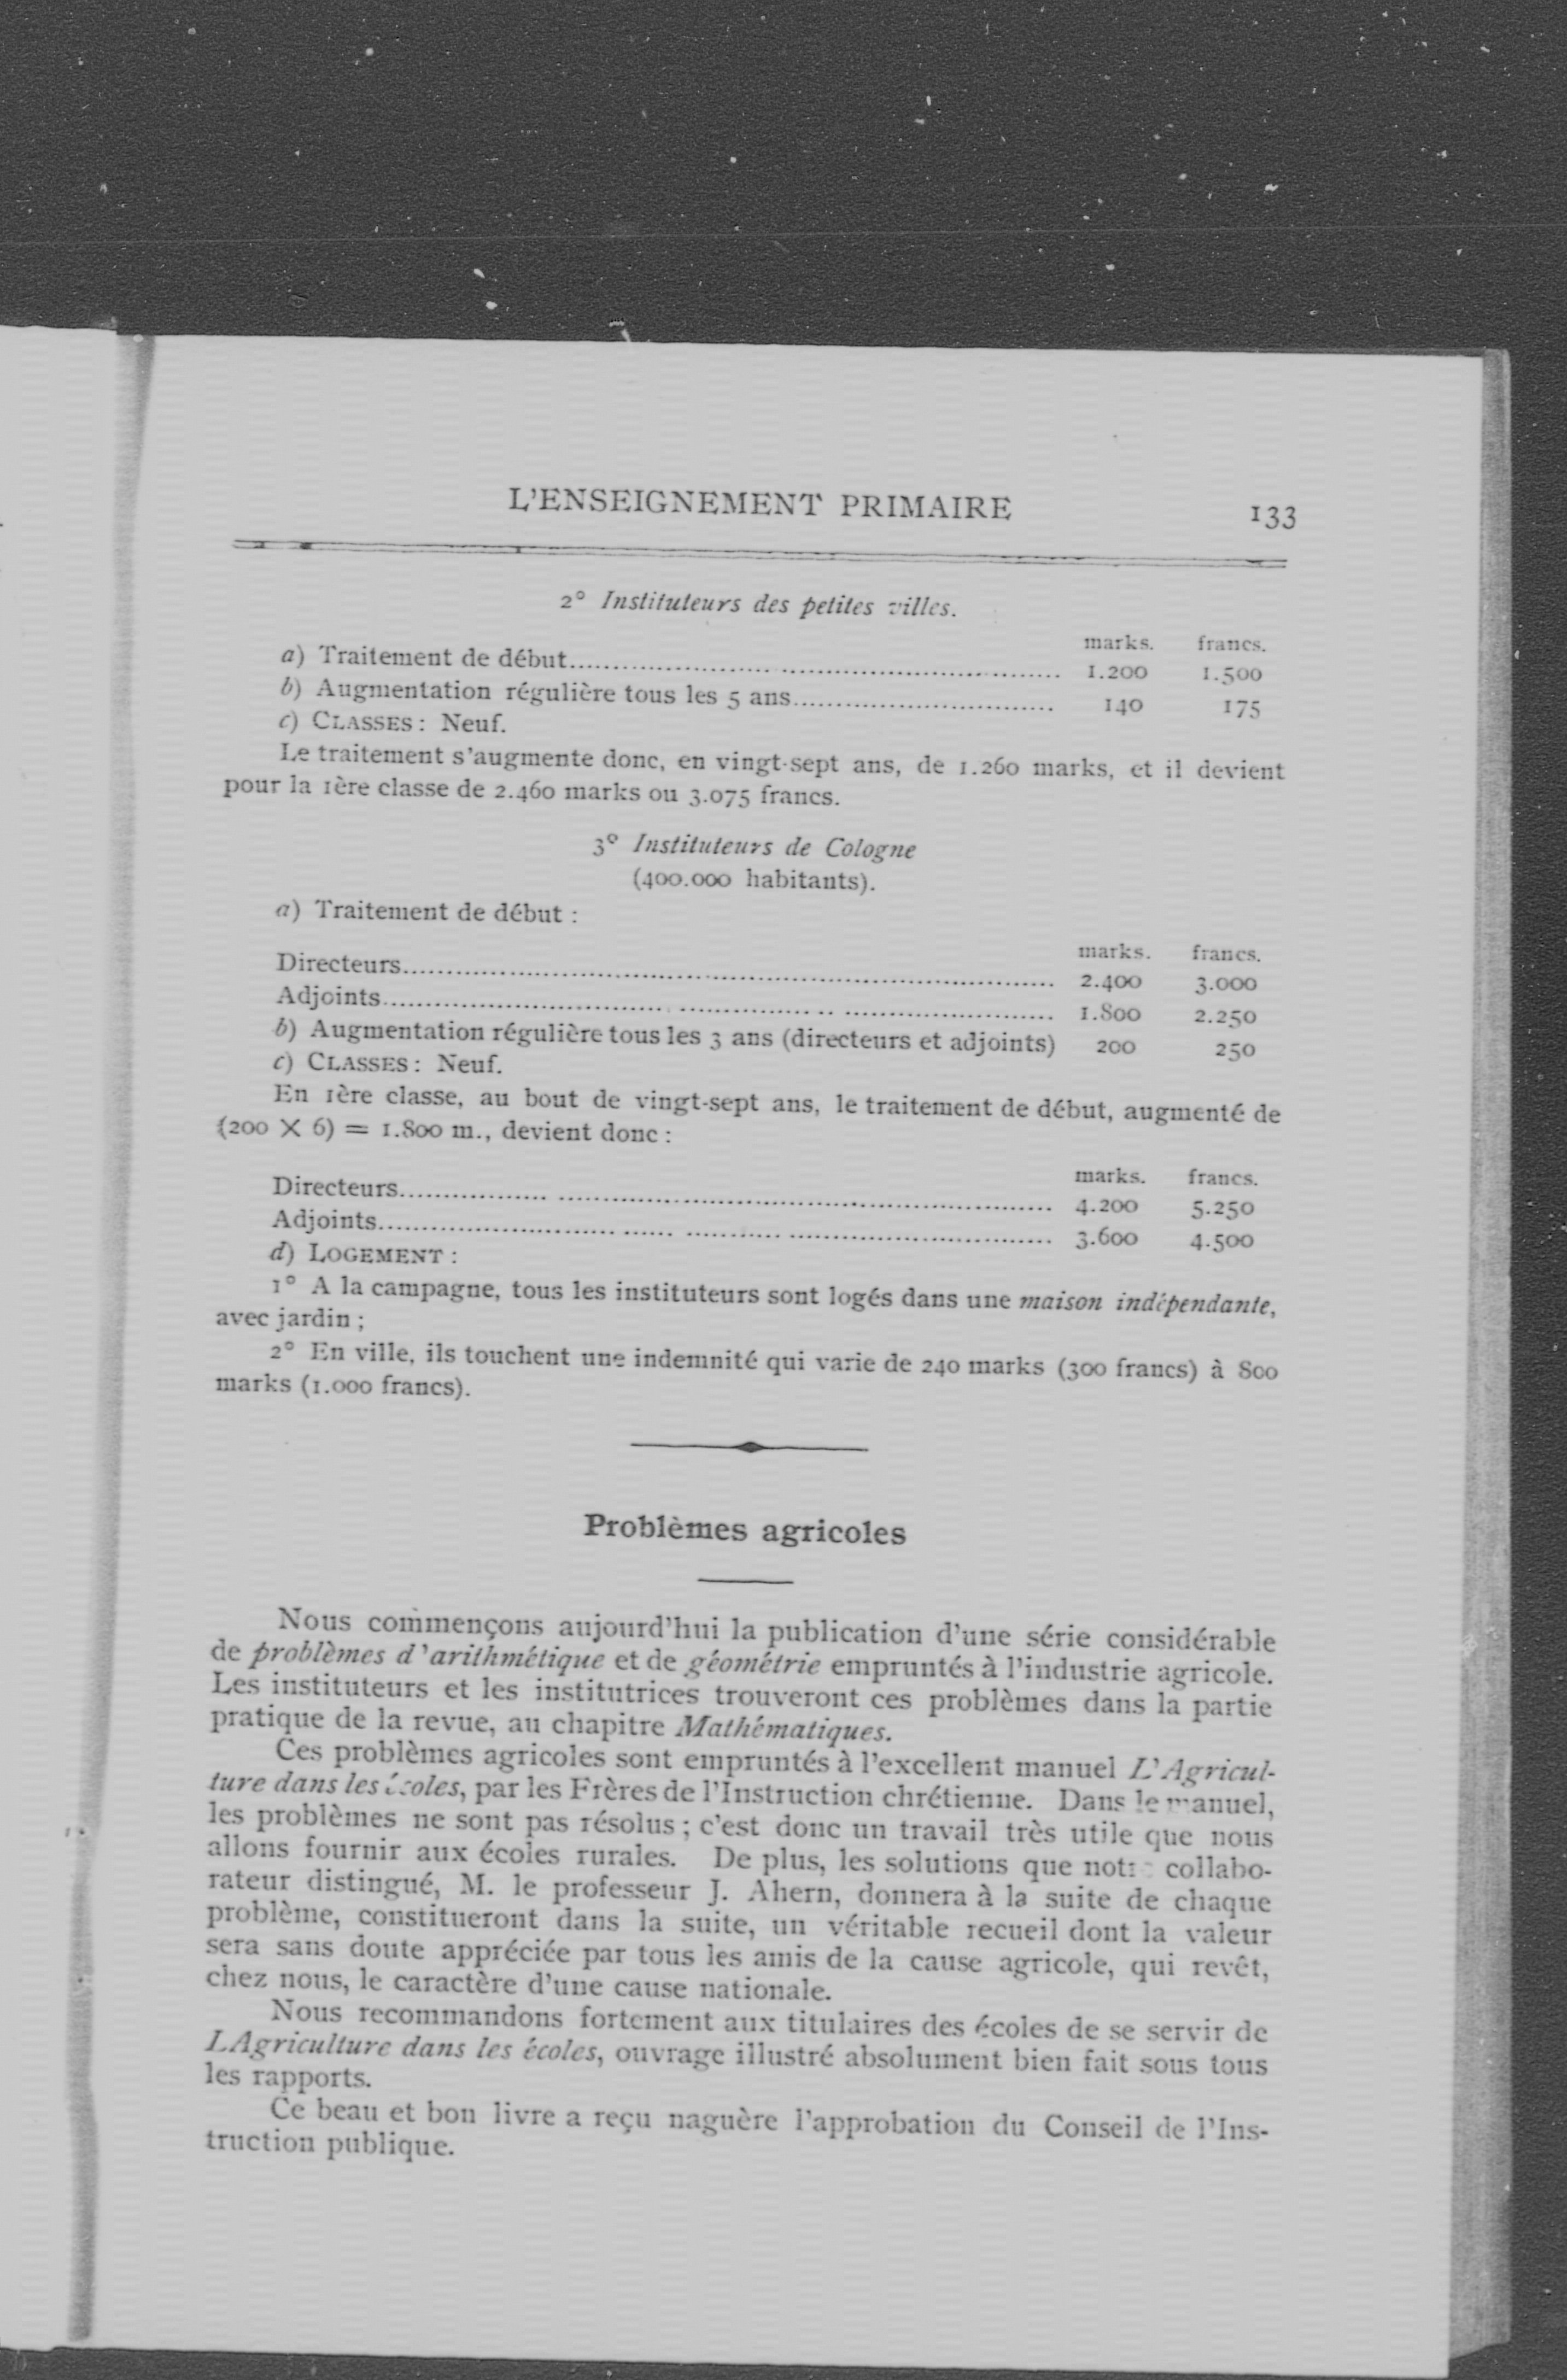 L'ENSEIGNEMENT PRIMAIRE 133
2° Instituteurs des petites villes.
marks. francs.
a) Traitement de début........ 1.200 1.500
b) Augmentation régulière tous les 5 ans........ 140 175
c) CLASSES : Neuf.
Le traitement s'augmente donc, en vingt-sept ans, de 1.260 marks, et il devient
pour la 1ère classe de 2.460 marks ou 3.075 francs.
3° Instituteurs de Cologne
(400.000 habitants).
a) Traitement de début :
marks. francs.
Directeurs........ 2.400 3.000
Adjoints........ 1.800 2.250
b) Augmentation régulière tous les 3 ans (directeurs et adjoints) 200 250
c) CLASSES : Neuf.
En 1ère classe, au bout de vingt-sept ans, le traitement de début, augmenté de
(200 X 6) = 1.800 m., devient donc :
marks. francs.
Directeurs........ 4.200 5.250
Adjoints........ 3.600 4.500
d) LOGEMENT :
1° A la campagne, tous les instituteurs sont logés dans une maison indépendante,
avec jardin ;
2° En ville, ils touchent une indemnité qui varie de 240 marks (300 francs) à 800
marks (1.000 francs).
Problèmes agricoles
Nous commençons aujourd'hui la publication d'une série considérable
de problèmes d'arithmétique et de géométrie empruntés à l'industrie agricole.
Les instituteurs et les institutrices trouveront ces problèmes dans la partie
pratique de la revue, au chapitre Mathématiques.
Ces problèmes agricoles sont empruntés à l'excellent manuel L'Agricul-
ture dans les écoles, par les Frères de l'Instruction chrétienne. Dans le manuel,
les problèmes ne sont pas résolus ; c'est donc un travail très utile que nous
allons fournir aux écoles rurales. De plus, les solutions que notre collabo-
rateur distingué, M. le professeur J. Ahern, donnera à la suite de chaque
problème, constitueront dans la suite, un véritable recueil dont la valeur
sera sans doute appréciée par tous les amis de la cause agricole, qui revêt,
chez nous, le caractère d'une cause nationale.
Nous recommandons fortement aux titulaires des écoles de se servir de
L'Agriculture dans les écoles, ouvrage illustré absolument bien fait sous tous
les rapports.
Ce beau et bon livre a reçu naguère l'approbation du Conseil de l'Ins-
truction publique.